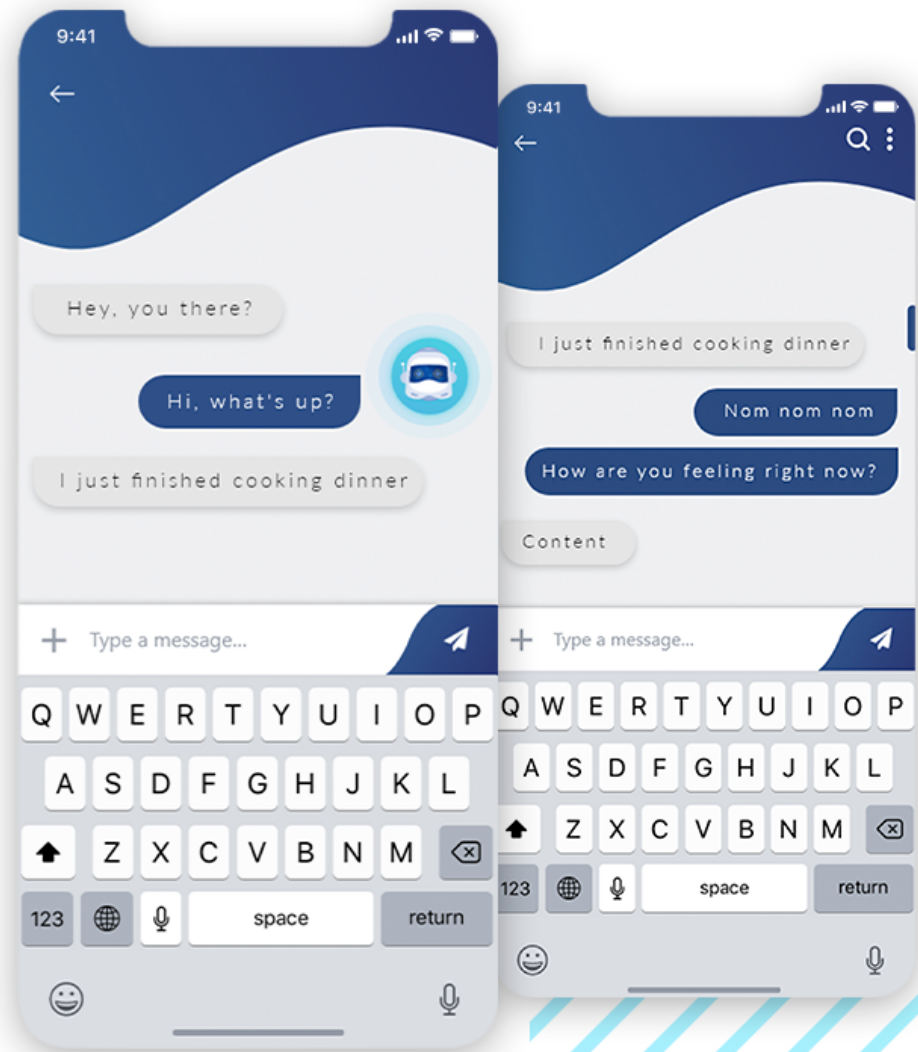 9:41
Hey, you there?
Hi, what's up?
I just finished cooking dinner
Type a message...
Q W E R T Y U I O P
A S D F G H J K L
Z X C V B N M
123 space return
9:41
I just finished cooking dinner
Nom nom nom
How are you feeling right now?
Content
Type a message...
Q W E R T Y U I O P
A S D F G H J K L
Z X C V B N M
123 space return